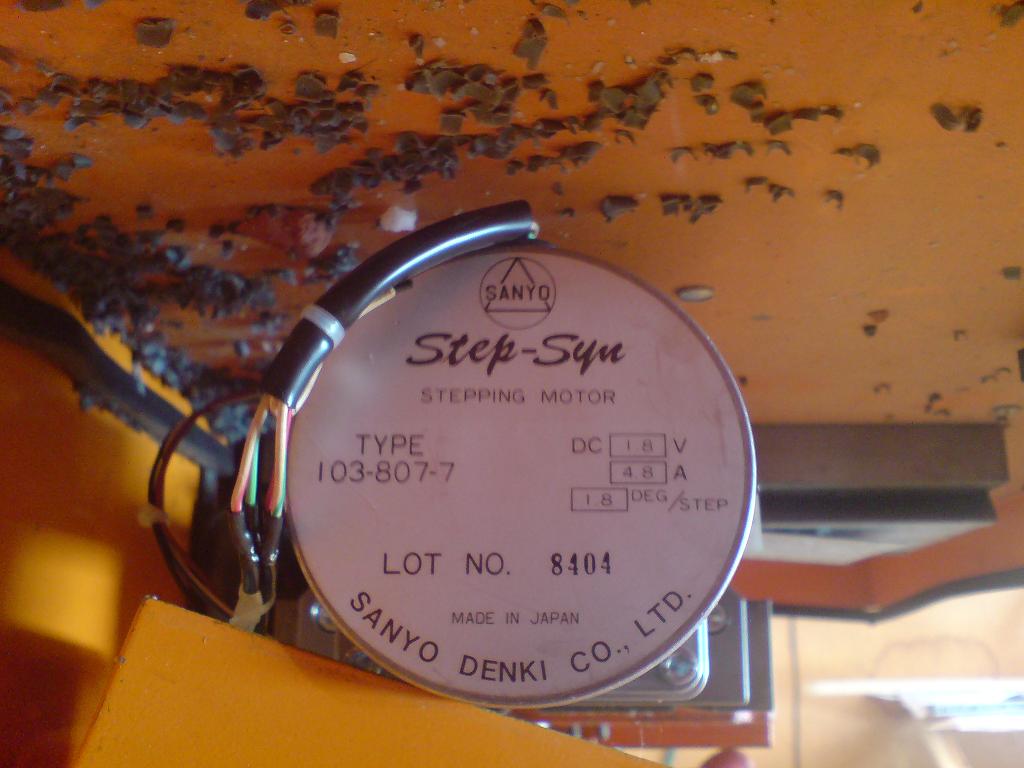 SANYO
Step-Syn
STEPPING MOTOR
TYPE
103-807-7
DC 1.8 V
4.8 A
1.8 DEG/STEP
LOT NO. 8404
MADE IN JAPAN
SANYO DENKI CO., LTD.